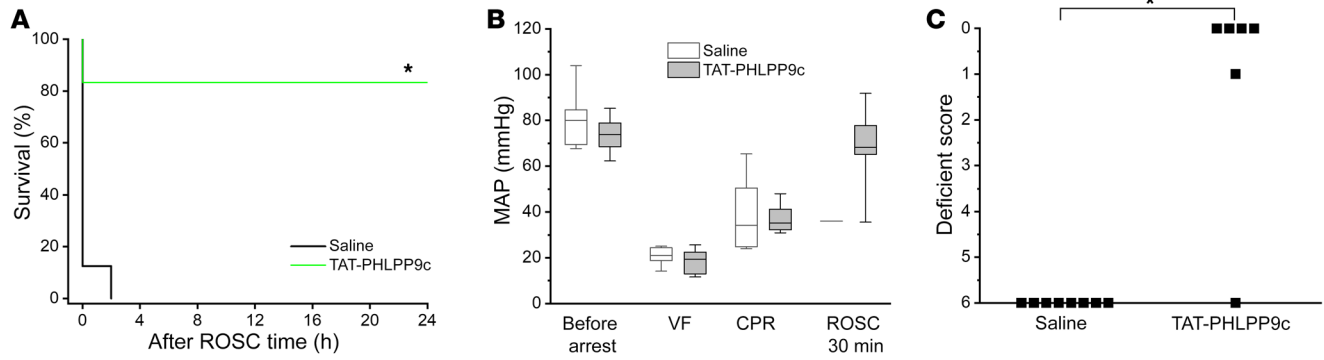 A
100
80
60
40
20
0
Survival (%)
Saline
TAT-PHLPP9c
*
0 4 8 12 16 20 24
After ROSC time (h)
B
120
100
80
60
40
20
0
MAP (mmHg)
Saline
TAT-PHLPP9c
Before arrest
VF
CPR
ROSC
30 min
C
*
0
1
2
3
4
5
6
Deficient score
Saline
TAT-PHLPP9c